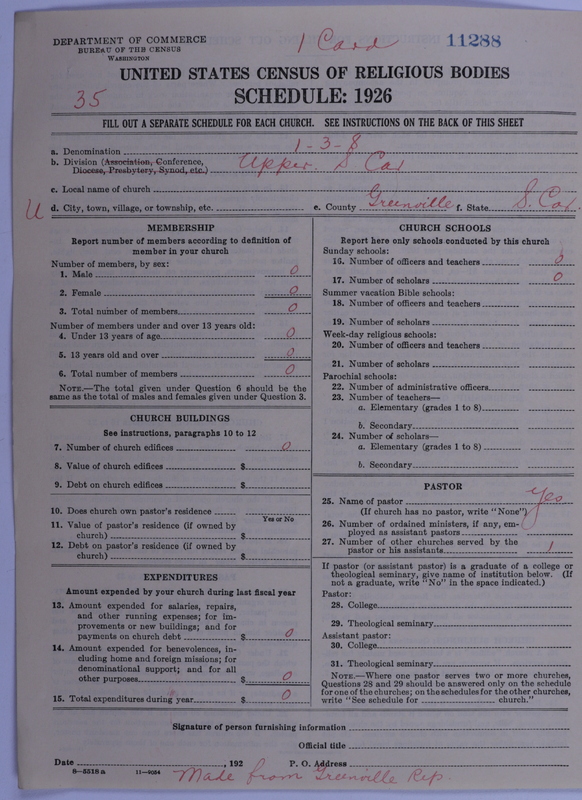 DEPARTMENT OF COMMERCE
BUREAU OF THE CENSUS
WASHINGTON
1 Card
11288
UNITED STATES CENSUS OF RELIGIOUS BODIES
35
SCHEDULE: 1926
FILL OUT A SEPARATE SCHEDULE FOR EACH CHURCH. SEE INSTRUCTIONS ON THE BACK OF THIS SHEET
a. Denomination 1-3-8
b. Division (Association, Conference, Diocese, Presbytery, Synod, etc.) Upper. S Car
c. Local name of church
U d. City, town, village, or township, etc. e. County Greenville f. State S. Car.
MEMBERSHIP
Report number of members according to definition of member in your church
Number of members, by sex:
1. Male 0
2. Female 0
3. Total number of members 0
Number of members under and over 13 years old:
4. Under 13 years of age 0
5. 13 years old and over 0
6. Total number of members 0
NOTE.—The total given under Question 6 should be the same as the total of males and females given under Question 3.
CHURCH BUILDINGS
See instructions, paragraphs 10 to 12
7. Number of church edifices 0
8. Value of church edifices $
9. Debt on church edifices $
10. Does church own pastor's residence
Yes or No
11. Value of pastor's residence (if owned by church) $
12. Debt on pastor's residence (if owned by church) $
EXPENDITURES
Amount expended by your church during last fiscal year
13. Amount expended for salaries, repairs, and other running expenses; for improvements or new buildings; and for payments on church debt $ 0
14. Amount expended for benevolences, including home and foreign missions; for denominational support; and for all other purposes $ 0
15. Total expenditures during year $ 0
CHURCH SCHOOLS
Report here only schools conducted by this church
Sunday schools:
16. Number of officers and teachers 0
17. Number of scholars 0
Summer vacation Bible schools:
18. Number of officers and teachers
19. Number of scholars
Week-day religious schools:
20. Number of officers and teachers
21. Number of scholars
Parochial schools:
22. Number of administrative officers
23. Number of teachers—
a. Elementary (grades 1 to 8)
b. Secondary
24. Number of scholars—
a. Elementary (grades 1 to 8)
b. Secondary
PASTOR
25. Name of pastor Yes
(If church has no pastor, write "None")
26. Number of ordained ministers, if any, employed as assistant pastors
27. Number of other churches served by the pastor or his assistants 1
If pastor (or assistant pastor) is a graduate of a college or theological seminary, give name of institution below. (If not a graduate, write "No" in the space indicated.)
Pastor:
28. College
29. Theological seminary
Assistant pastor:
30. College
31. Theological seminary
NOTE.—Where one pastor serves two or more churches, Questions 28 and 29 should be answered only on the schedule for one of the churches; on the schedules for the other churches, write "See schedule for church."
Signature of person furnishing information
Official title
Date , 192 P. O. Address
8—5518a 11—9054
Made from Greenville Rep.